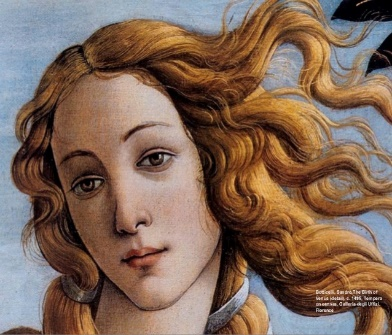 Botticelli, Sandro The Birth of
Venus (detail), c. 1485, Tempera
on canvas, Galleria degli Uffizi,
Florence